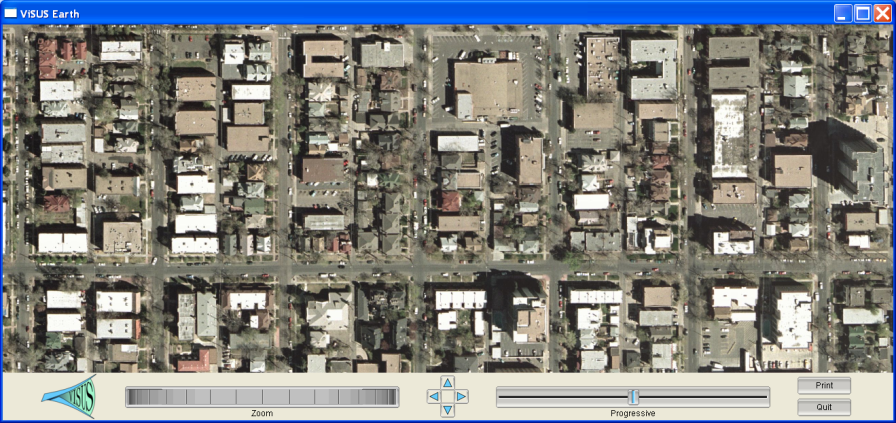 ViSUS Earth
ViSUS
Zoom
Progressive
Print
Quit